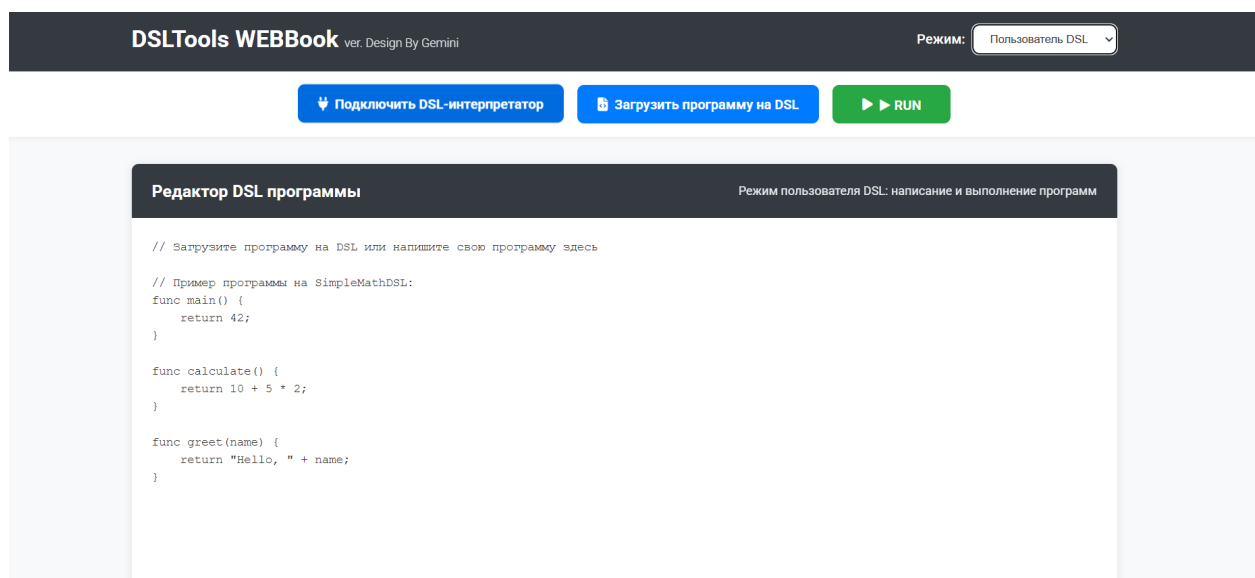 DSLTools WEBBook ver. Design By Gemini
Режим: Пользователь DSL
Подключить DSL-интерпретатор
Загрузить программу на DSL
▶ RUN
Редактор DSL программы
Режим пользователя DSL: написание и выполнение программ
// Загрузите программу на DSL или напишите свою программу здесь
// Пример программы на SimpleMathDSL:
func main() {
    return 42;
}
func calculate() {
    return 10 + 5 * 2;
}
func greet(name) {
    return "Hello, " + name;
}